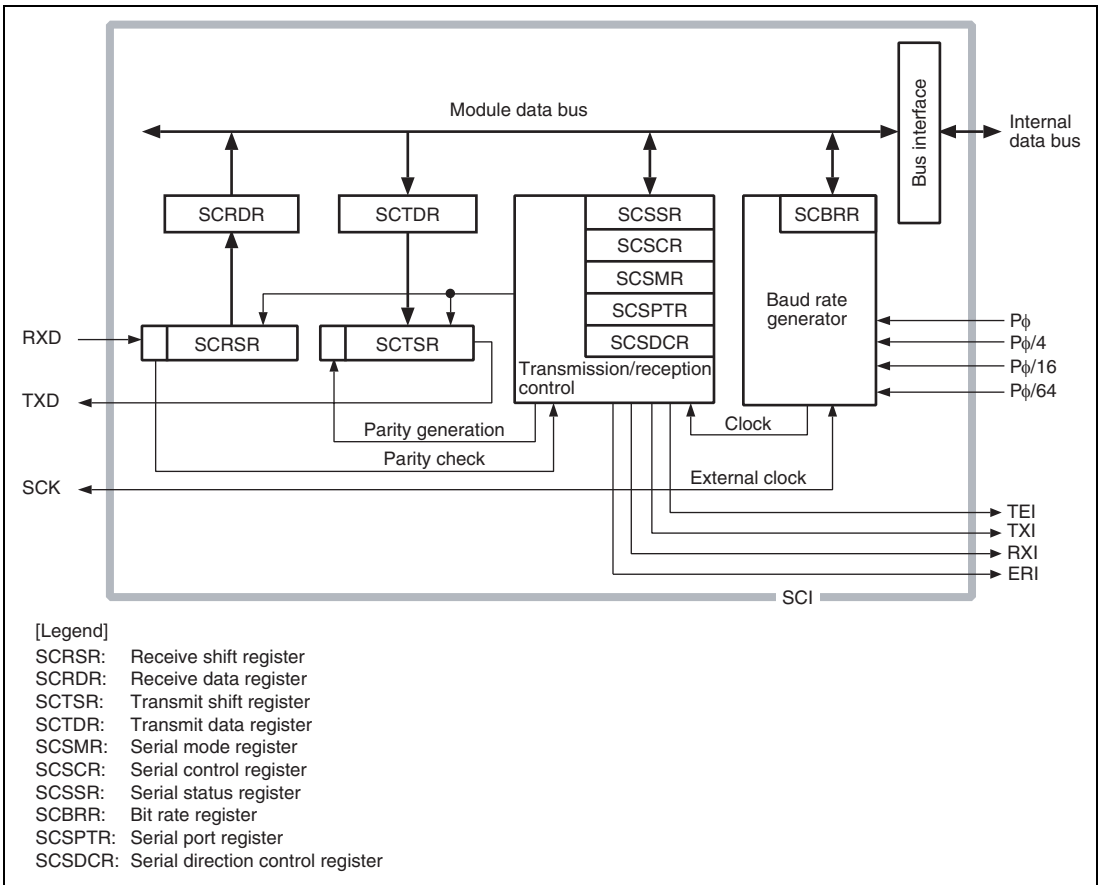 Module data bus
Bus interface
Internal
data bus
SCRDR
SCTDR
SCSSR
SCSCR
SCSMR
SCSPTR
SCSDCR
Transmission/reception
control
SCBRR
Baud rate
generator
RXD
SCRSR
SCTSR
TXD
Pϕ
Pϕ/4
Pϕ/16
Pϕ/64
Parity generation
Parity check
Clock
SCK
External clock
TEI
TXI
RXI
ERI
SCI
[Legend]
SCRSR: Receive shift register
SCRDR: Receive data register
SCTSR: Transmit shift register
SCTDR: Transmit data register
SCSMR: Serial mode register
SCSCR: Serial control register
SCSSR: Serial status register
SCBRR: Bit rate register
SCSPTR: Serial port register
SCSDCR: Serial direction control register